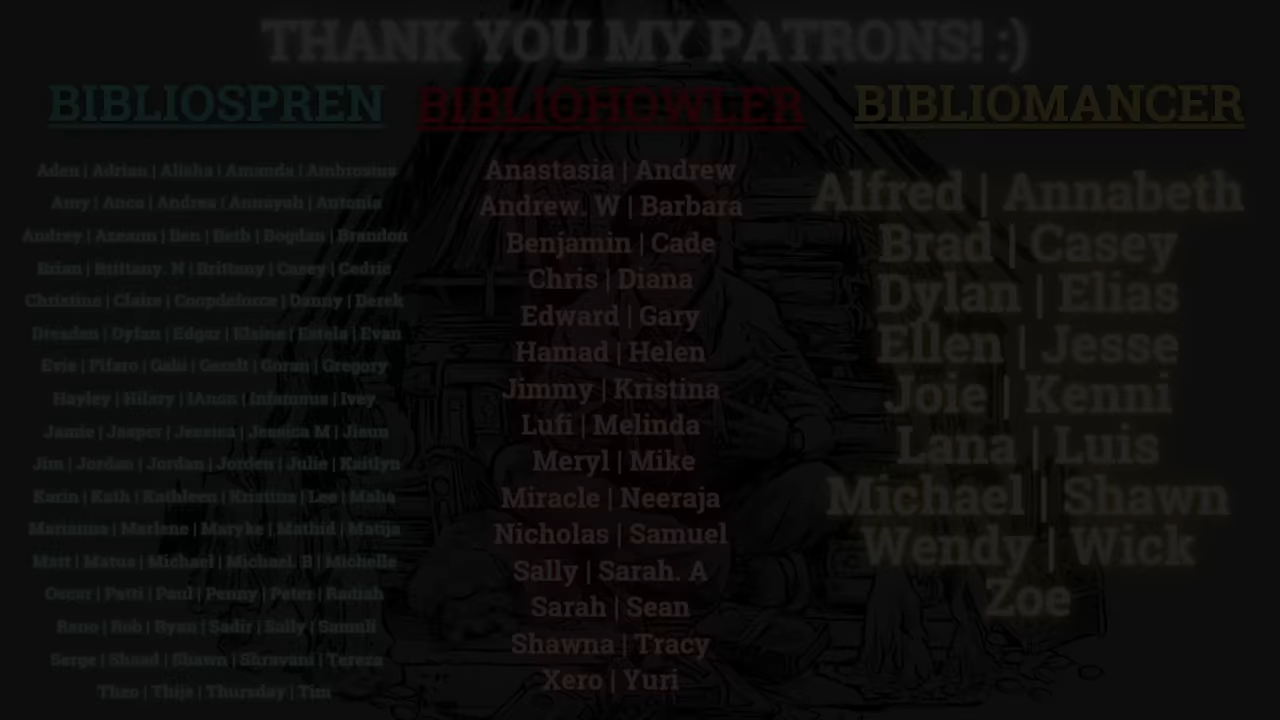 THANK YOU MY PATRONS! :)
BIBLIOSPREN
Aden | Adrian | Alisha | Amanda | Ambrosius
Amy | Anca | Andrea | Annayah | Antonia
Audrey | Azeaum | Ben | Beth | Bogdan | Brandon
Brian | Brittany. N | Brittany | Casey | Cedric
Christine | Claire | Coopdeforce | Danny | Derek
Dresden | Dylan | Edgar | Elaine | Estela | Evan
Evie | Fifare | Gabi | Geralt | Goran | Gregory
Hayley | Hilary | IAnon | Infamous | Ivey
Jamie | Jasper | Jessica | Jessica M | Jieun
Jim | Jordan | Jordan | Jorden | Julie | Kaitlyn
Karin | Kath | Kathleen | Kristina | Lee | Maha
Marianna | Marlene | Maryke | Mathid | Matija
Matt | Matus | Michael | Michael. B | Michelle
Oscar | Patti | Paul | Penny | Peter | Radiah
Rano | Rob | Ryan | Sadir | Sally | Samuli
Serge | Shaad | Shawn | Shravani | Tereza
Theo | Thijs | Thursday | Tim
BIBLIOHOWLER
Anastasia | Andrew
Andrew. W | Barbara
Benjamin | Cade
Chris | Diana
Edward | Gary
Hamad | Helen
Jimmy | Kristina
Lufi | Melinda
Meryl | Mike
Miracle | Neeraja
Nicholas | Samuel
Sally | Sarah. A
Sarah | Sean
Shawna | Tracy
Xero | Yuri
BIBLIOMANCER
Alfred | Annabeth
Brad | Casey
Dylan | Elias
Ellen | Jesse
Joie | Kenni
Lana | Luis
Michael | Shawn
Wendy | Wick
Zoe